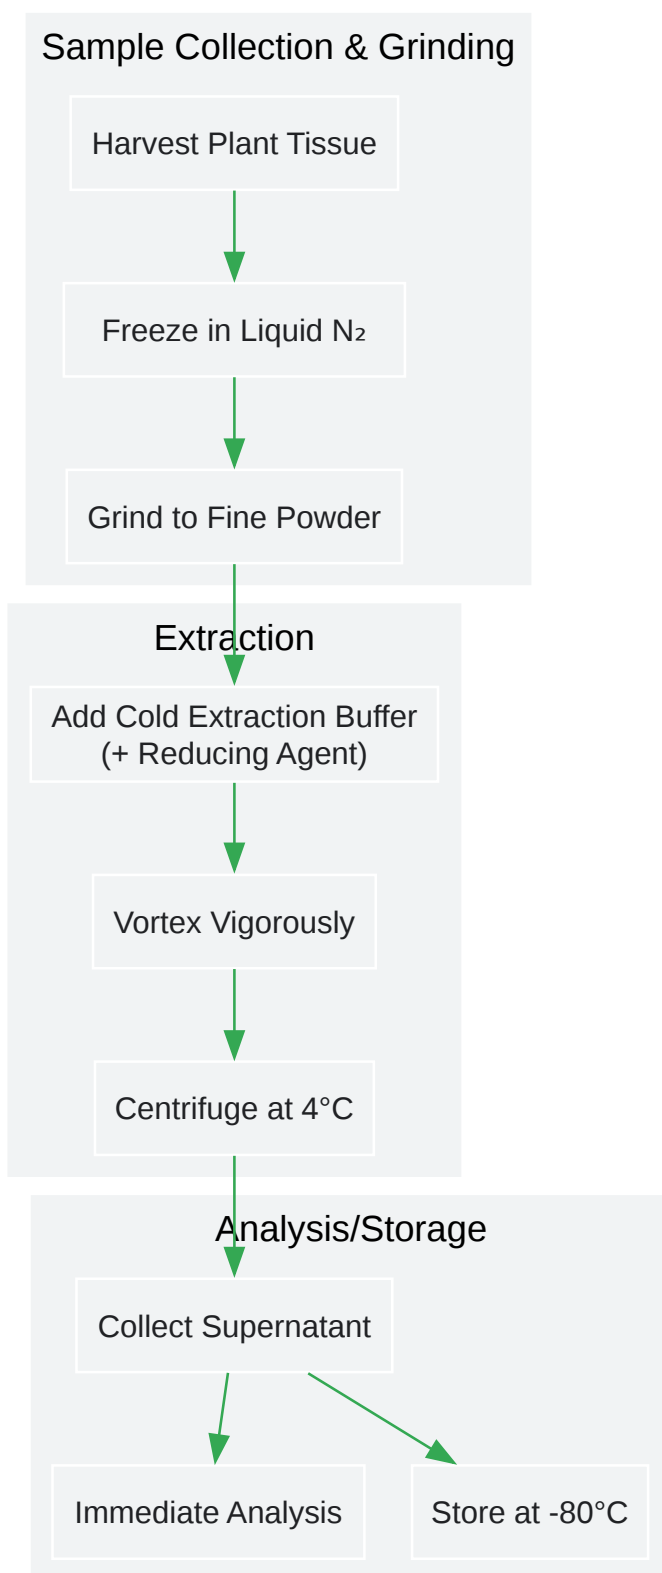 Sample Collection & Grinding
Harvest Plant Tissue
Freeze in Liquid N₂
Grind to Fine Powder
Extraction
Add Cold Extraction Buffer
(+ Reducing Agent)
Vortex Vigorously
Centrifuge at 4°C
Analysis/Storage
Collect Supernatant
Immediate Analysis
Store at -80°C